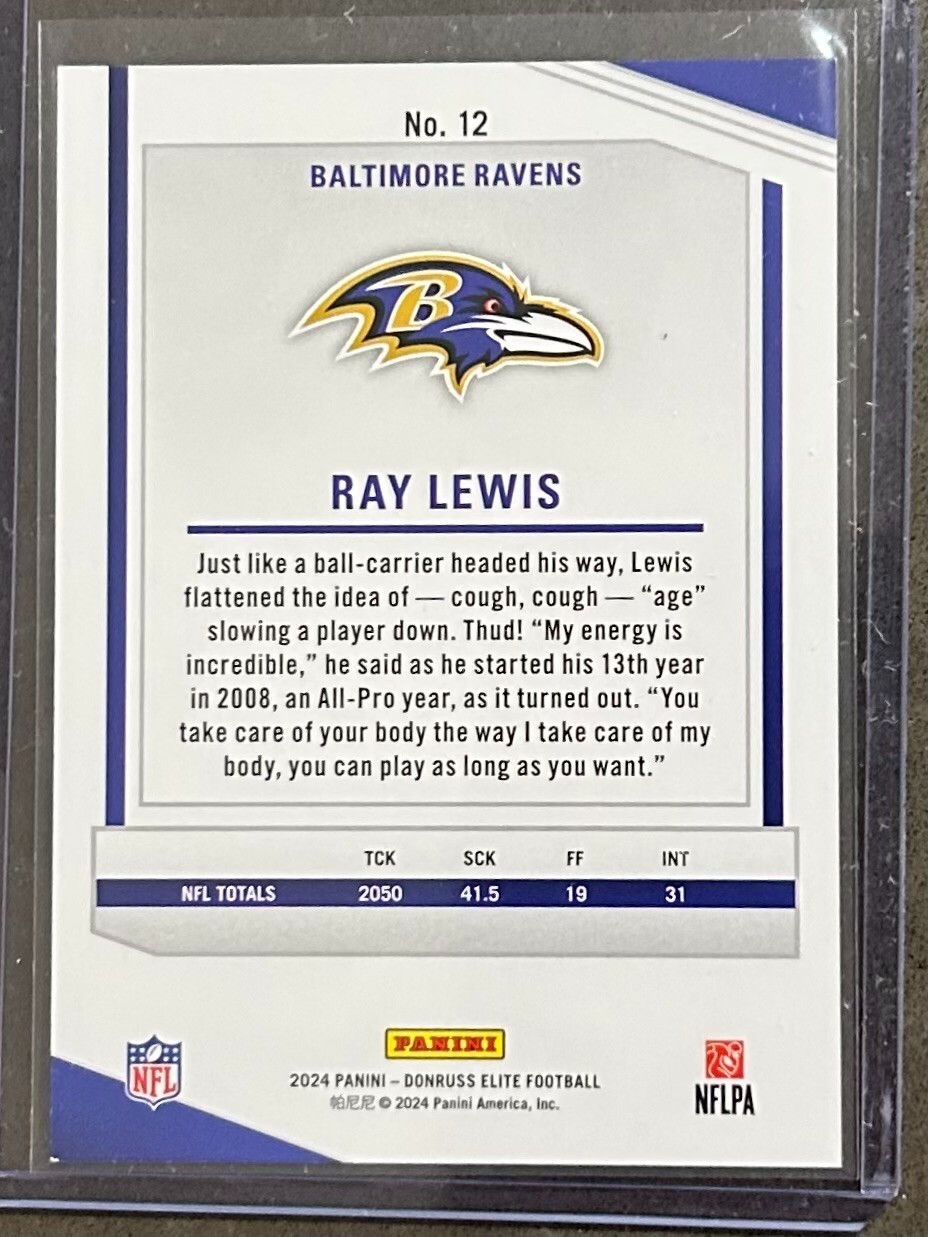 No. 12
BALTIMORE RAVENS
B
RAY LEWIS
Just like a ball-carrier headed his way, Lewis
flattened the idea of — cough, cough — “age”
slowing a player down. Thud! “My energy is
incredible,” he said as he started his 13th year
in 2008, an All-Pro year, as it turned out. “You
take care of your body the way I take care of my
body, you can play as long as you want.”
TCK SCK FF INT
NFL TOTALS 2050 41.5 19 31
PANINI
NFL
2024 PANINI – DONRUSS ELITE FOOTBALL
帕尼尼 © 2024 Panini America, Inc.
NFLPA